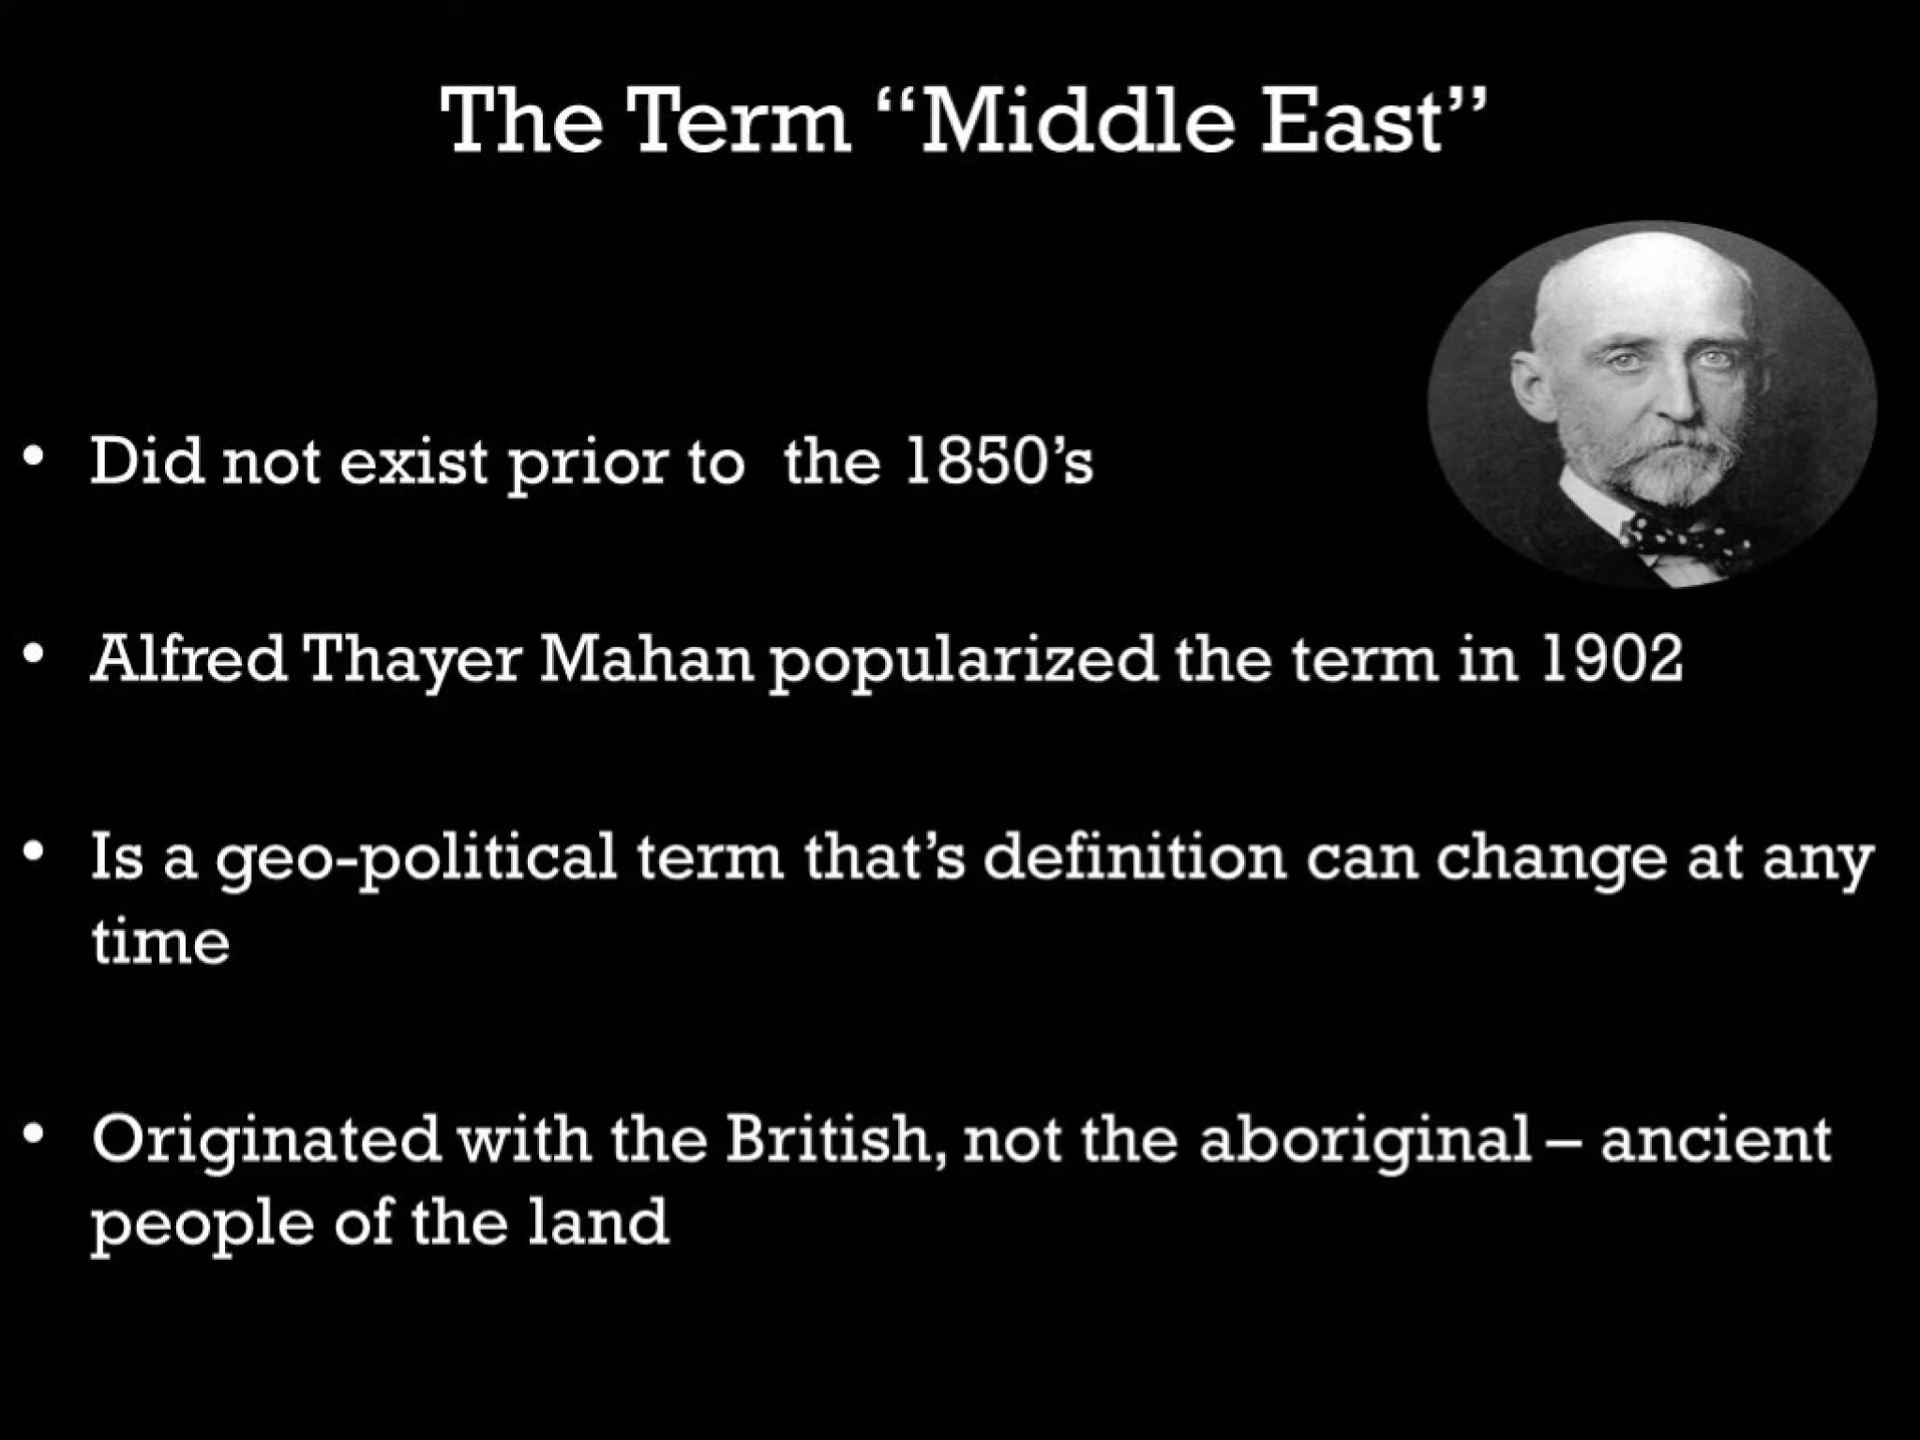 The Term “Middle East”
• Did not exist prior to  the 1850’s
• Alfred Thayer Mahan popularized the term in 1902
• Is a geo-political term that’s definition can change at any
time
• Originated with the British, not the aboriginal – ancient
people of the land